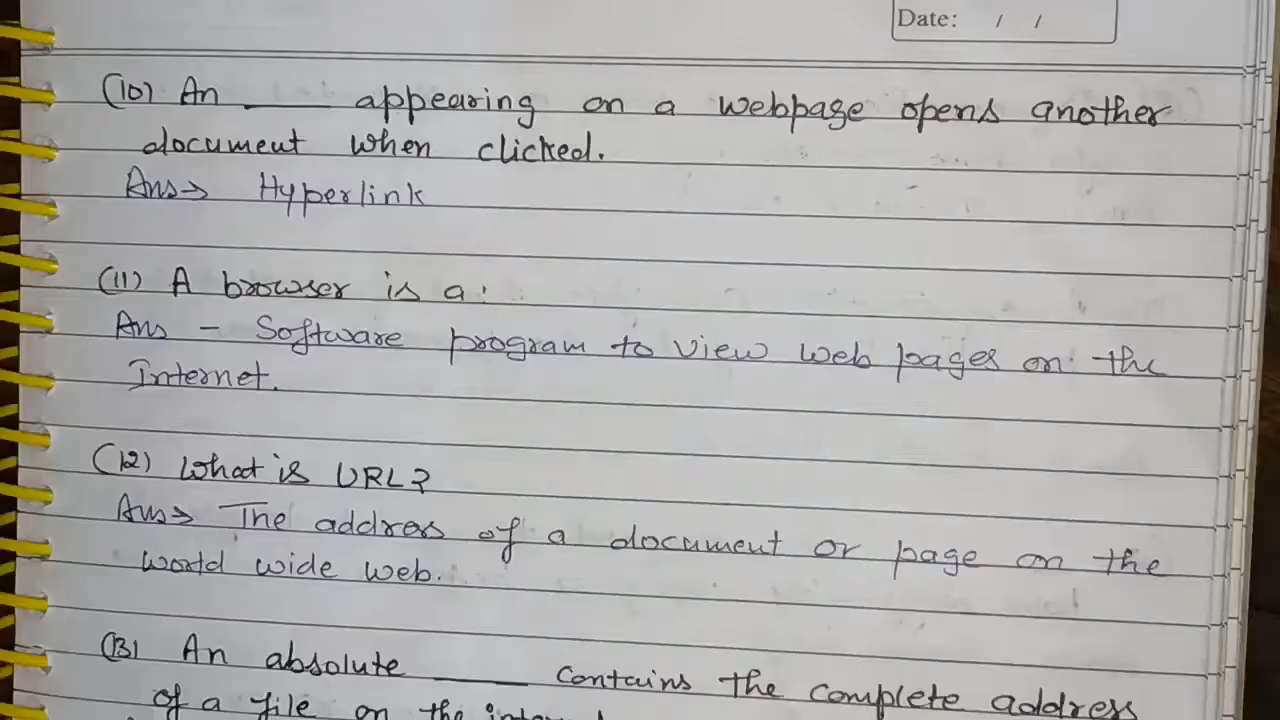 Date: / /
(10) An ____ appearing on a webpage opens another
document when clicked.
Ans→ Hyperlink
(11) A browser is a:
Ans - Software program to view web pages on the
Internet.
(12) What is URL?
Ans→ The address of a document or page on the
world wide web.
(13) An absolute ____ contains the complete address
of a file on the